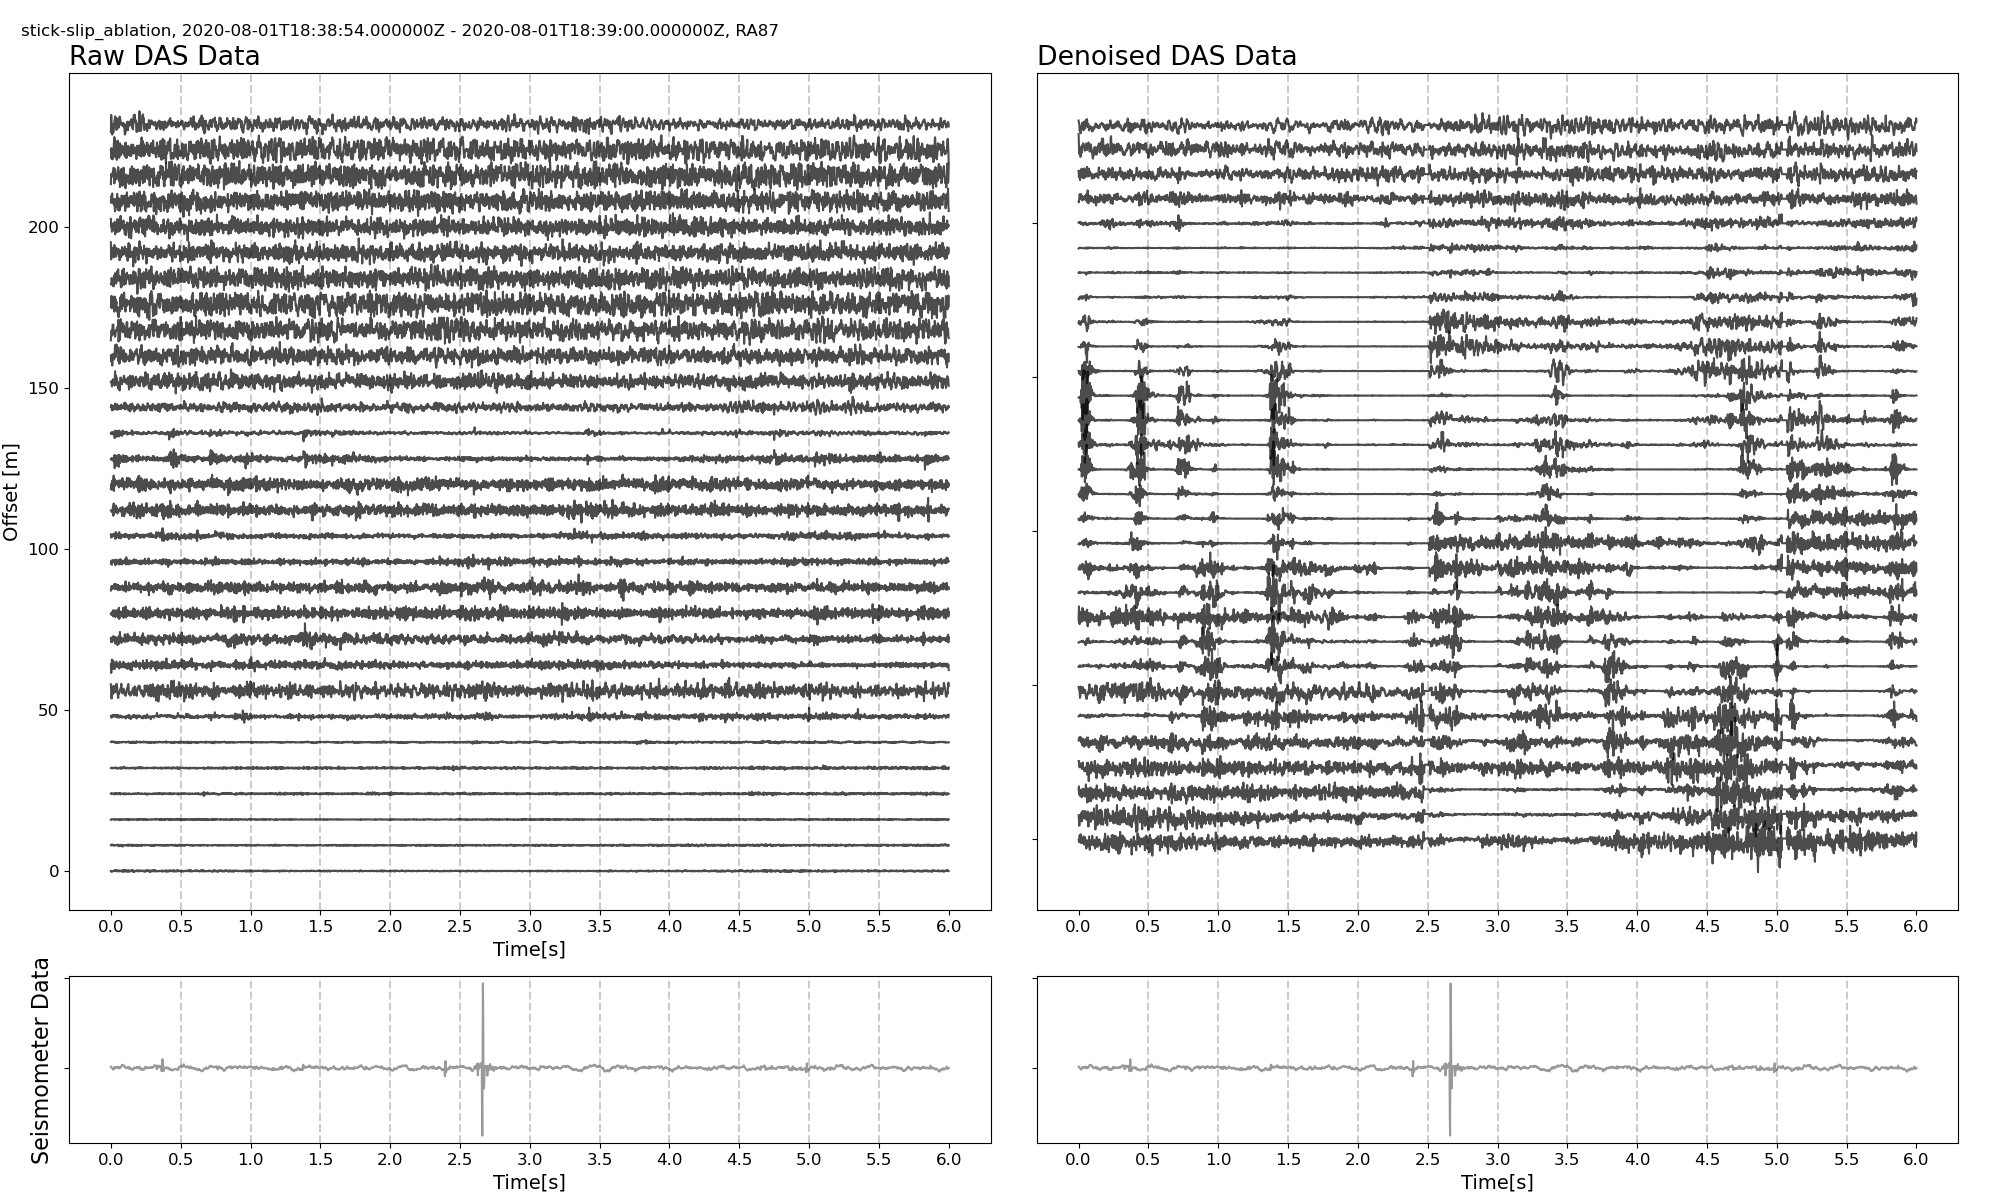 stick-slip_ablation, 2020-08-01T18:38:54.000000Z - 2020-08-01T18:39:00.000000Z, RA87
Raw DAS Data
Denoised DAS Data
Offset [m]
200
150
100
50
0
0.0 0.5 1.0 1.5 2.0 2.5 3.0 3.5 4.0 4.5 5.0 5.5 6.0
Time[s]
0.0 0.5 1.0 1.5 2.0 2.5 3.0 3.5 4.0 4.5 5.0 5.5 6.0
Seismometer Data
0.0 0.5 1.0 1.5 2.0 2.5 3.0 3.5 4.0 4.5 5.0 5.5 6.0
Time[s]
0.0 0.5 1.0 1.5 2.0 2.5 3.0 3.5 4.0 4.5 5.0 5.5 6.0
Time[s]